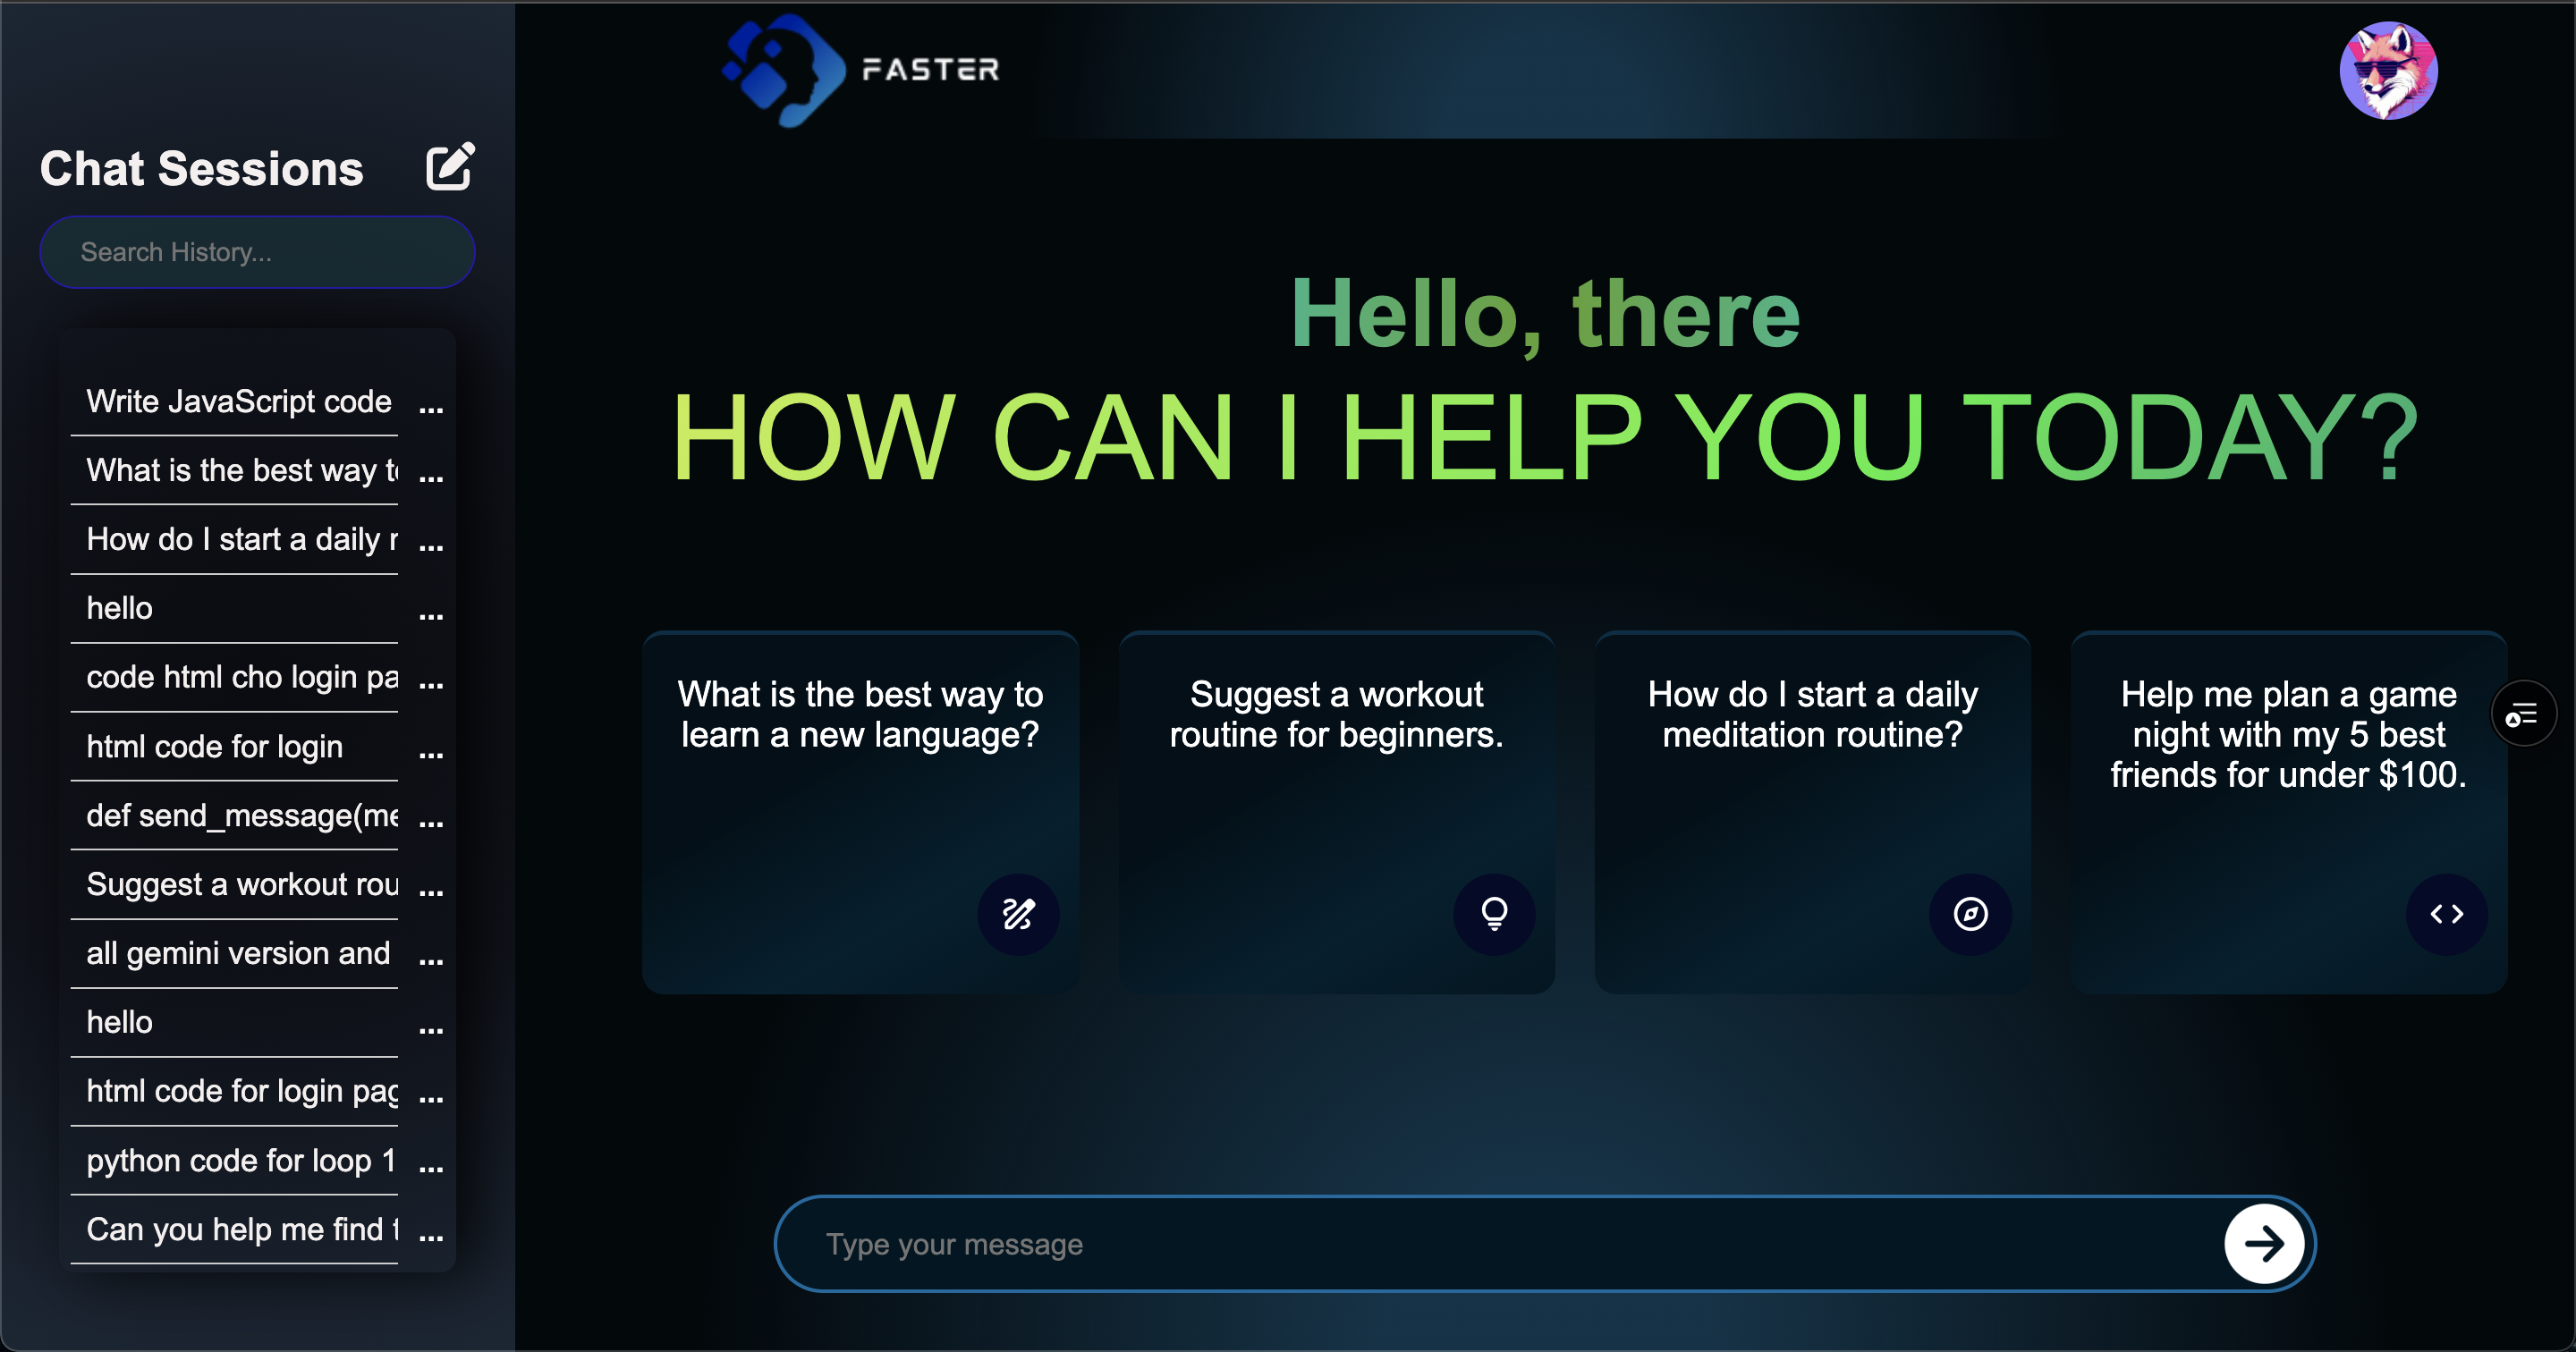 FASTER
Chat Sessions
Search History...
Write JavaScript code
...
What is the best way to
...
How do I start a daily r
...
hello
...
code html cho login pa
...
html code for login
...
def send_message(me
...
Suggest a workout rou
...
all gemini version and
...
hello
...
html code for login pag
...
python code for loop 1
...
Can you help me find t
...
Hello, there
HOW CAN I HELP YOU TODAY?
What is the best way to
learn a new language?
Suggest a workout
routine for beginners.
How do I start a daily
meditation routine?
Help me plan a game
night with my 5 best
friends for under $100.
Type your message